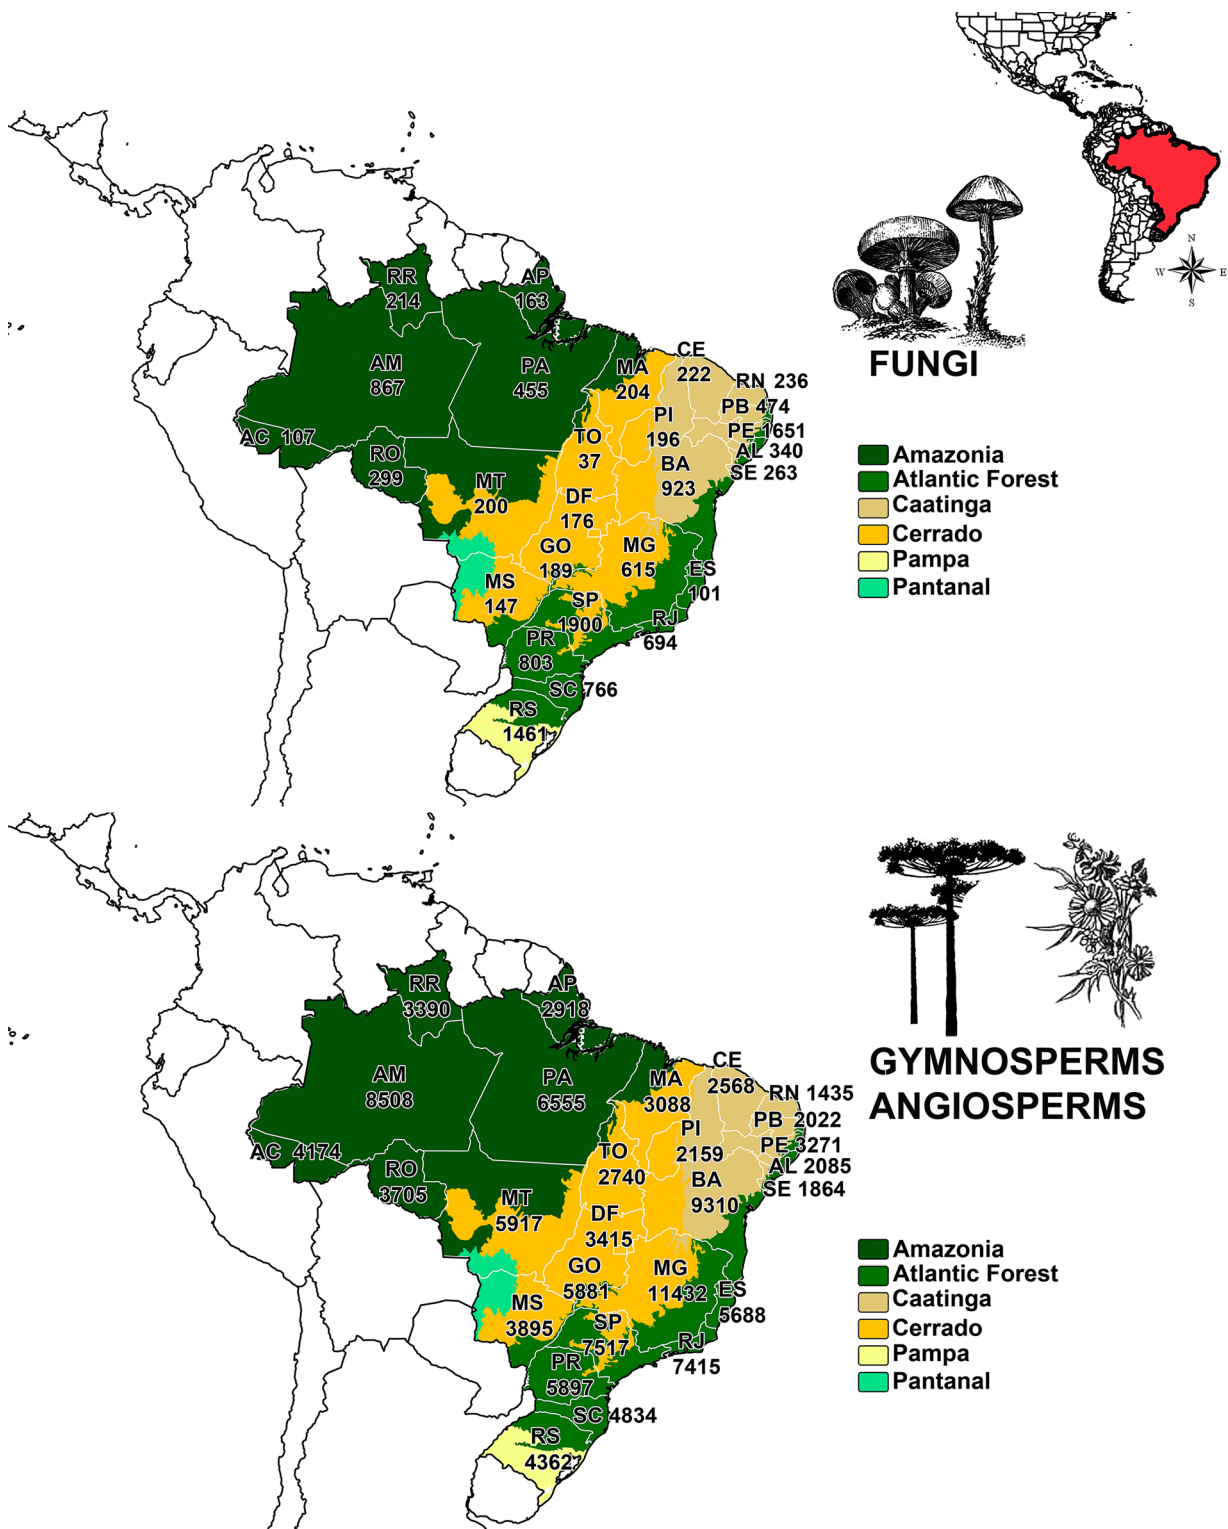 N
W E
S
FUNGI
RR
214
AP
163
AM
867
PA
455
MA
204
CE
222
RN 236
PB 474
PE 1651
AL 340
SE 263
PI
196
TO
37
BA
923
AC 107
RO
299
MT
200
DF
176
GO
189
MG
615
ES
101
MS
147
SP
1900
RJ
694
PR
803
SC 766
RS
1461
Amazonia
Atlantic Forest
Caatinga
Cerrado
Pampa
Pantanal
GYMNOSPERMS
ANGIOSPERMS
RR
3390
AP
2918
AM
8508
PA
6555
MA
3088
CE
2568
RN 1435
PB 2022
PE 3271
AL 2085
SE 1864
PI
2159
TO
2740
BA
9310
AC 4174
RO
3705
MT
5917
DF
3415
GO
5881
MG
11432
ES
5688
MS
3895
SP
7517
RJ
7415
PR
5897
SC 4834
RS
4362
Amazonia
Atlantic Forest
Caatinga
Cerrado
Pampa
Pantanal